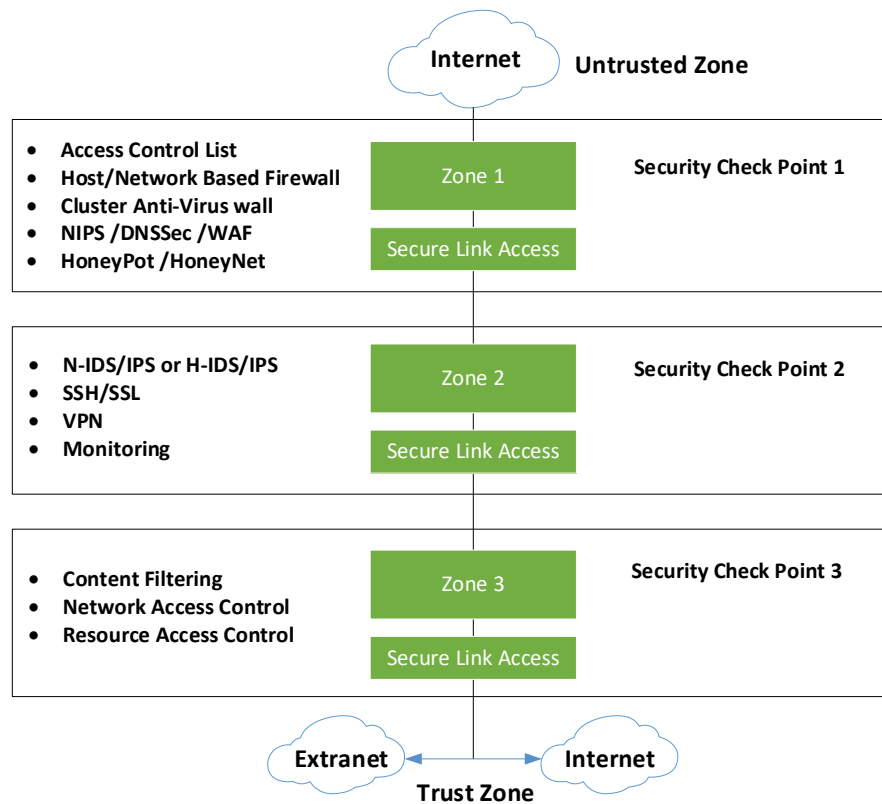 Internet
Untrusted Zone
• Access Control List
• Host/Network Based Firewall
• Cluster Anti-Virus wall
• NIPS /DNSSec /WAF
• HoneyPot /HoneyNet
Zone 1
Secure Link Access
Security Check Point 1
• N-IDS/IPS or H-IDS/IPS
• SSH/SSL
• VPN
• Monitoring
Zone 2
Secure Link Access
Security Check Point 2
• Content Filtering
• Network Access Control
• Resource Access Control
Zone 3
Secure Link Access
Security Check Point 3
Extranet
Internet
Trust Zone